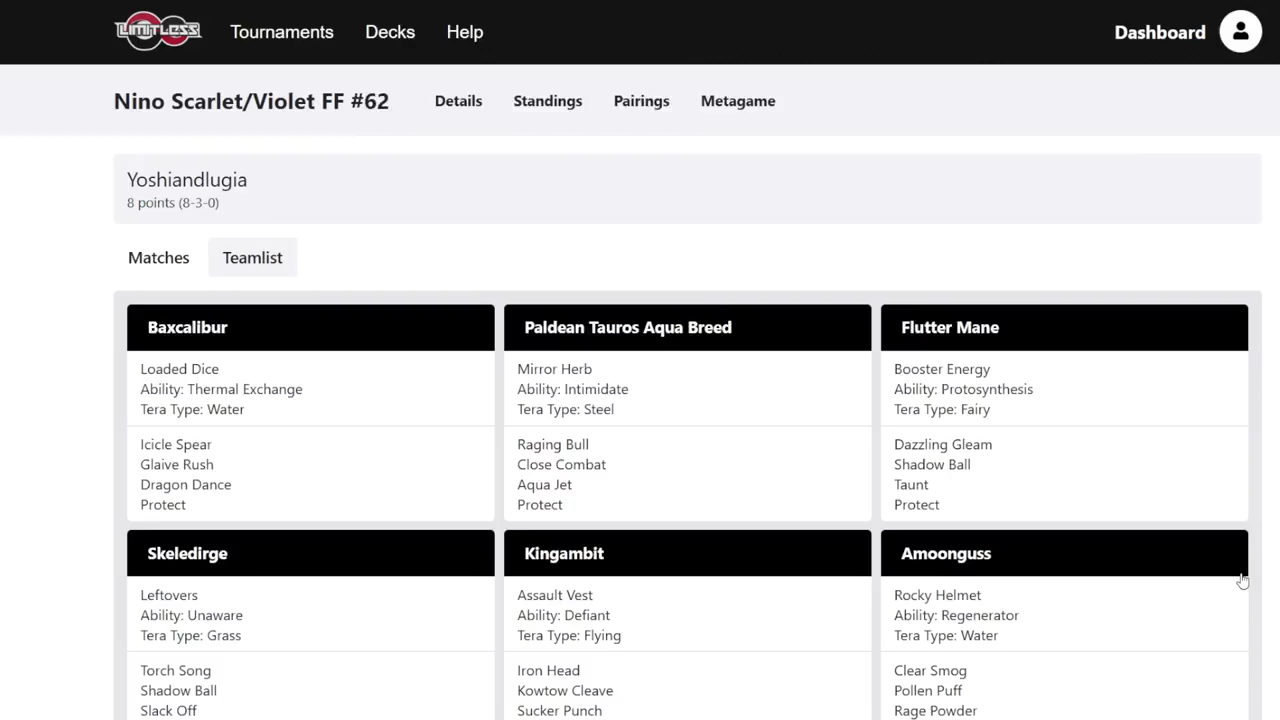 LIMITLESS Tournaments Decks Help Dashboard
Nino Scarlet/Violet FF #62 Details Standings Pairings Metagame
Yoshiandlugia
8 points (8-3-0)
Matches Teamlist
Baxcalibur
Loaded Dice
Ability: Thermal Exchange
Tera Type: Water
Icicle Spear
Glaive Rush
Dragon Dance
Protect
Paldean Tauros Aqua Breed
Mirror Herb
Ability: Intimidate
Tera Type: Steel
Raging Bull
Close Combat
Aqua Jet
Protect
Flutter Mane
Booster Energy
Ability: Protosynthesis
Tera Type: Fairy
Dazzling Gleam
Shadow Ball
Taunt
Protect
Skeledirge
Leftovers
Ability: Unaware
Tera Type: Grass
Torch Song
Shadow Ball
Slack Off
Kingambit
Assault Vest
Ability: Defiant
Tera Type: Flying
Iron Head
Kowtow Cleave
Sucker Punch
Amoonguss
Rocky Helmet
Ability: Regenerator
Tera Type: Water
Clear Smog
Pollen Puff
Rage Powder